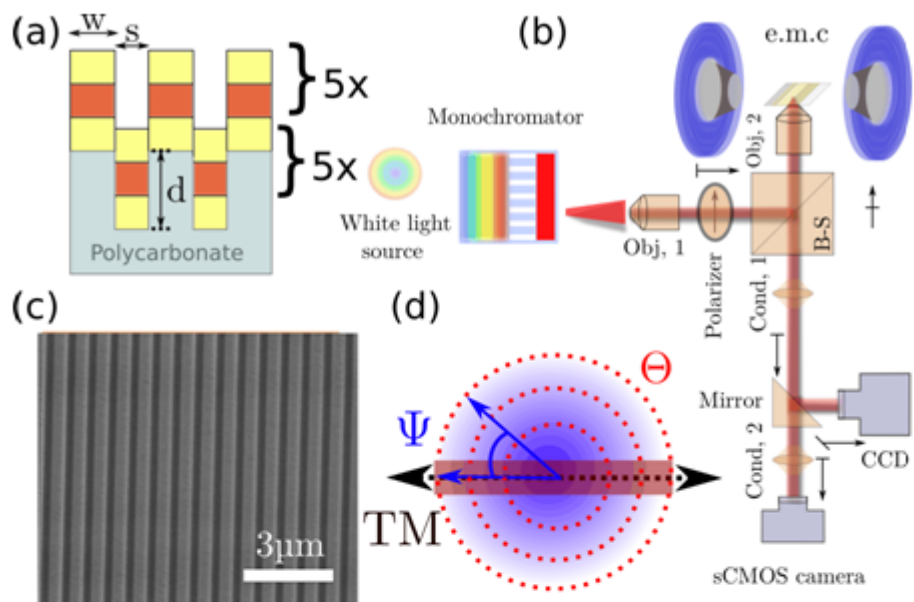 (a)
w
s
5x
5x
d
Polycarbonate
(b)
e.m.c
Monochromator
White light
source
Obj, 1
Polarizer
Obj, 2
B-S
Cond, 1
Mirror
CCD
Cond, 2
sCMOS camera
(c)
3µm
(d)
Θ
Ψ
TM